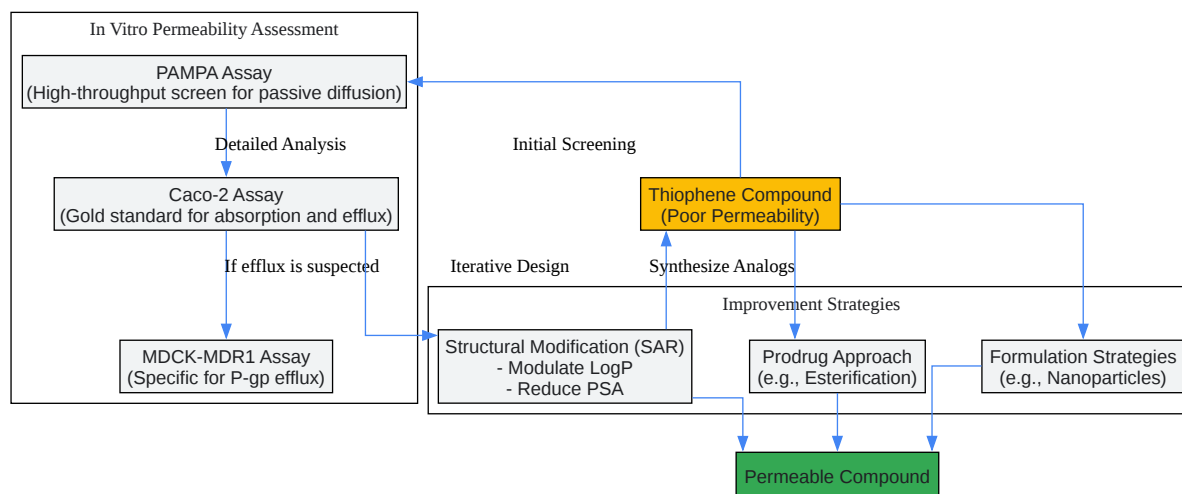 In Vitro Permeability Assessment
PAMPA Assay
(High-throughput screen for passive diffusion)
Detailed Analysis
Initial Screening
Caco-2 Assay
(Gold standard for absorption and efflux)
Thiophene Compound
(Poor Permeability)
If efflux is suspected
Iterative Design
Synthesize Analogs
Improvement Strategies
MDCK-MDR1 Assay
(Specific for P-gp efflux)
Structural Modification (SAR)
- Modulate LogP
- Reduce PSA
Prodrug Approach
(e.g., Esterification)
Formulation Strategies
(e.g., Nanoparticles)
Permeable Compound